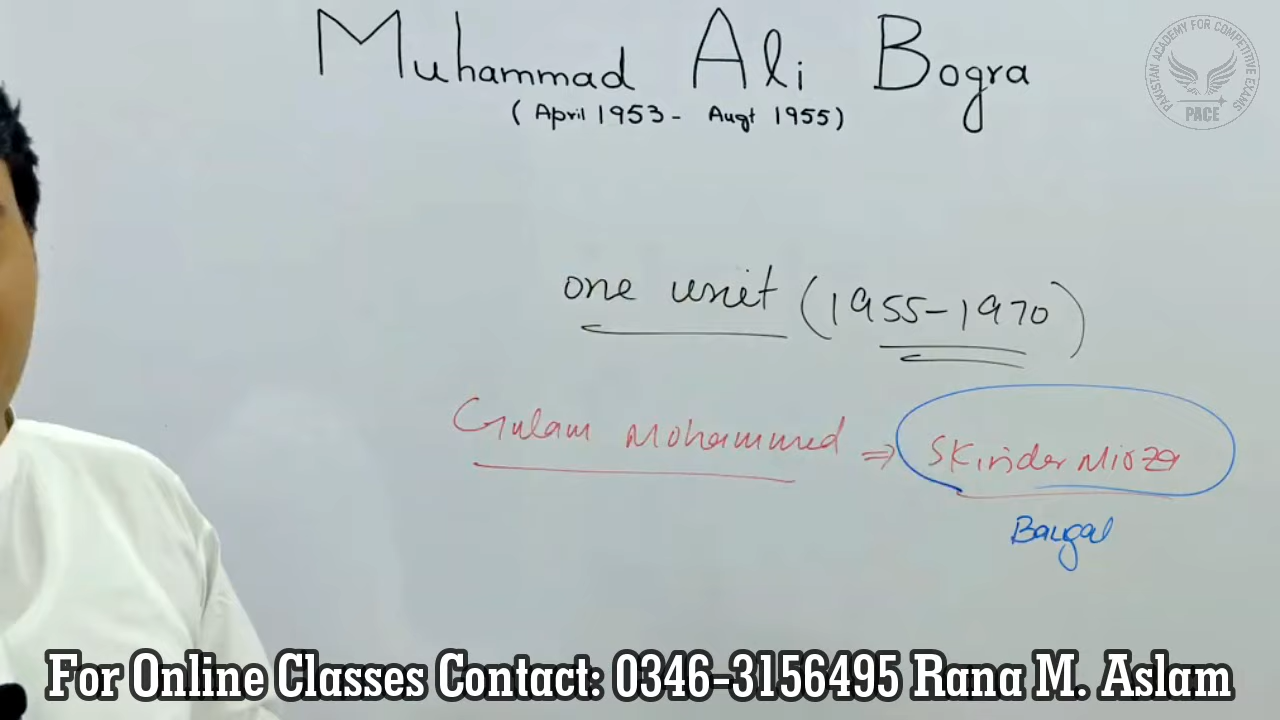 Muhammad Ali Bogra
(April 1953 - Augt 1955)
PAKISTAN ACADEMY FOR COMPETITIVE EXAMS
PACE
one unit (1955-1970)
Gulam Mohammed ⇒ Skinder Mirza
Bangal
For Online Classes Contact: 0346-3156495 Rana M. Aslam